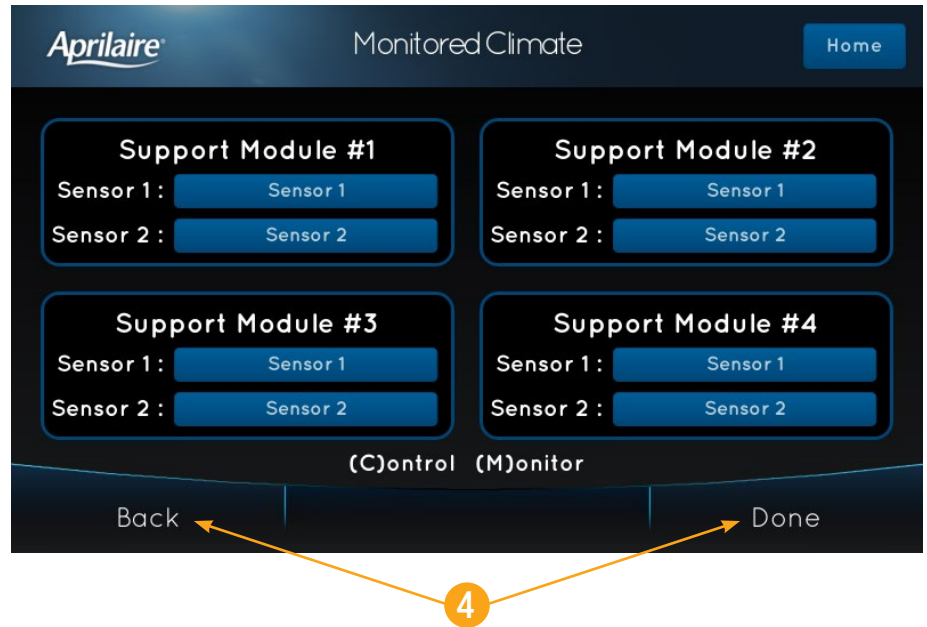 Aprilaire® Monitored Climate Home
Support Module #1
Sensor 1 : Sensor 1
Sensor 2 : Sensor 2
Support Module #2
Sensor 1 : Sensor 1
Sensor 2 : Sensor 2
Support Module #3
Sensor 1 : Sensor 1
Sensor 2 : Sensor 2
Support Module #4
Sensor 1 : Sensor 1
Sensor 2 : Sensor 2
(C)ontrol (M)onitor
Back Done
4